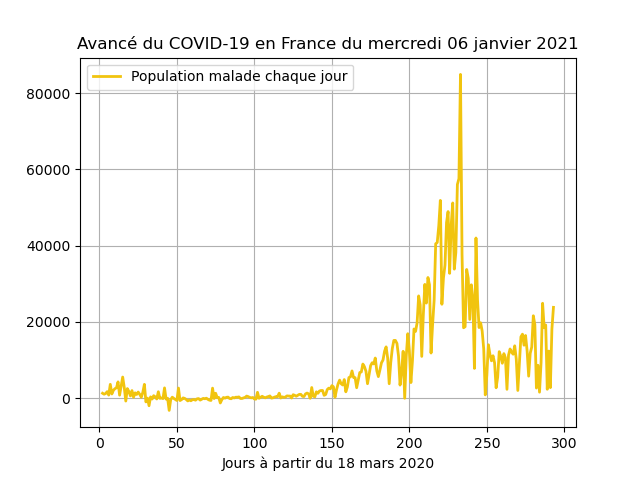 Avancé du COVID-19 en France du mercredi 06 janvier 2021
Population malade chaque jour
80000
60000
40000
20000
0
0 50 100 150 200 250 300
Jours à partir du 18 mars 2020